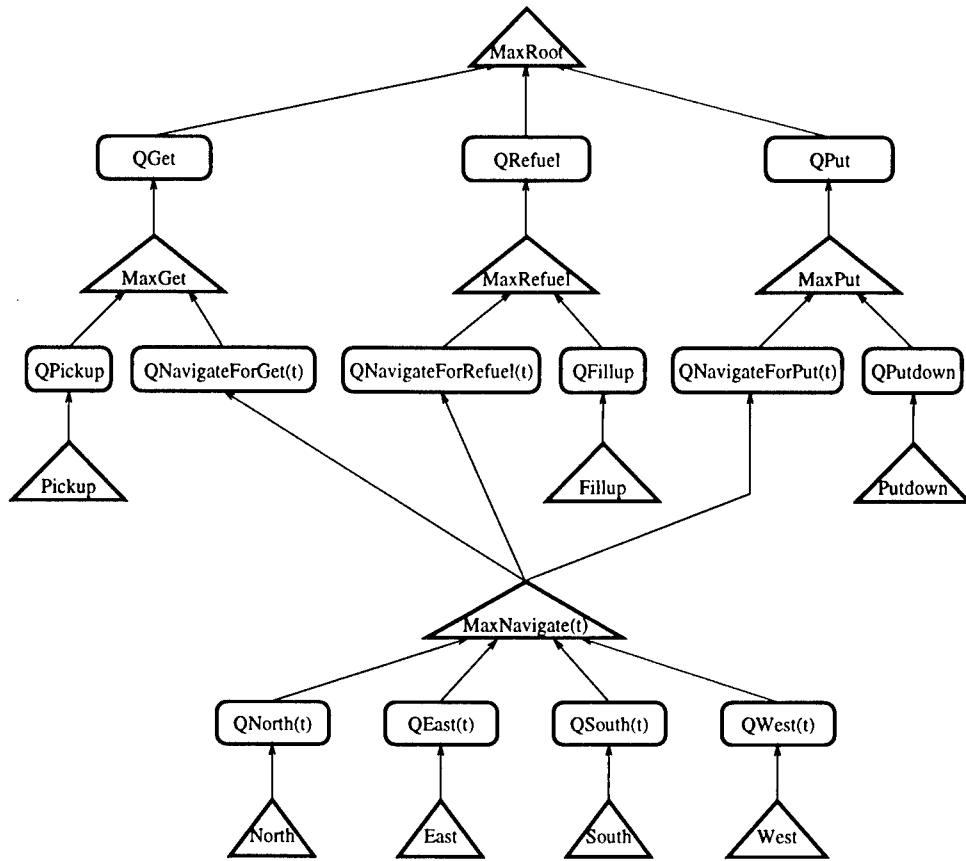 MaxRoot
QGet
QRefuel
QPut
MaxGet
MaxRefuel
MaxPut
QPickup
QNavigateForGet(t)
QNavigateForRefuel(t)
QFillup
QNavigateForPut(t)
QPutdown
Pickup
Fillup
Putdown
MaxNavigate(t)
QNorth(t)
QEast(t)
QSouth(t)
QWest(t)
North
East
South
West